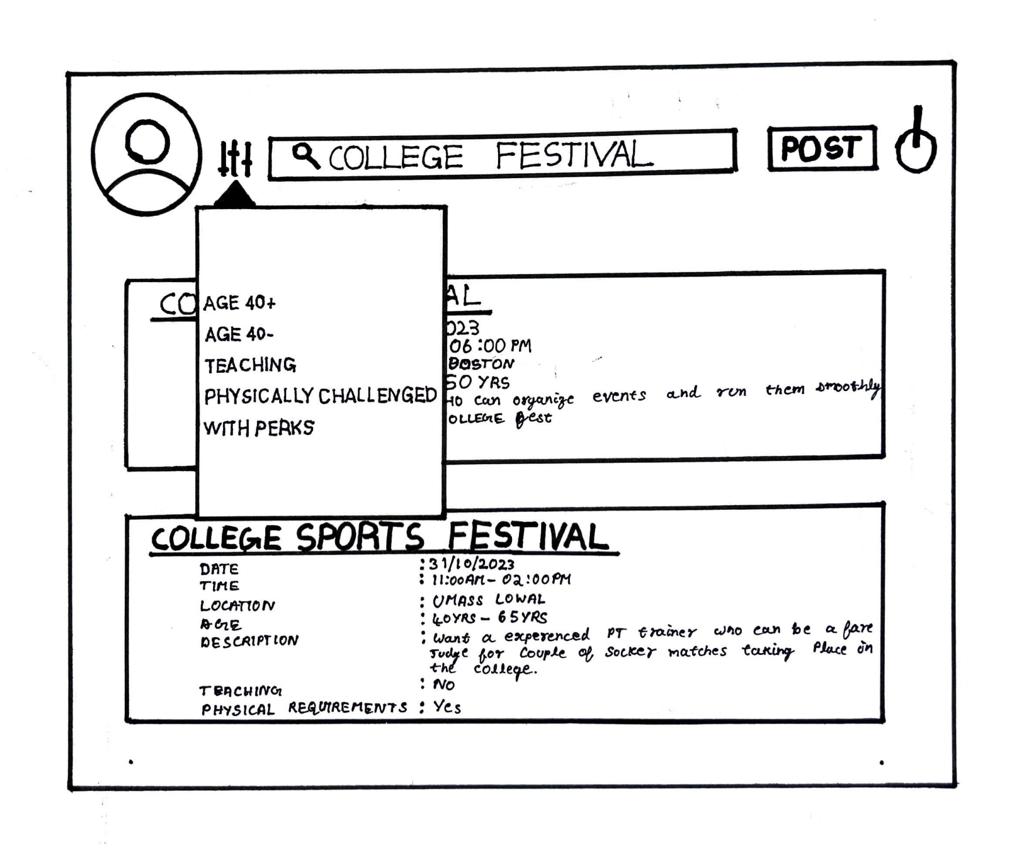 COLLEGE FESTIVAL
POST
CO
AL
AGE 40+
AGE 40-
TEACHING
PHYSICALLY CHALLENGED
WITH PERKS
023
06:00 PM
BOSTON
50 YRS
HO can organize events and run them smoothly
OLLEGE fest
COLLEGE SPORTS FESTIVAL
DATE : 31/10/2023
TIME : 11:00AM - 02:00PM
LOCATION : UMASS LOWAL
AGE : 40YRS - 65YRS
DESCRIPTION : Want a experenced PT trainer who can be a fare
Judge for Couple of Socker matches taking Place on
the college.
TEACHING : NO
PHYSICAL REQUIREMENTS : Yes